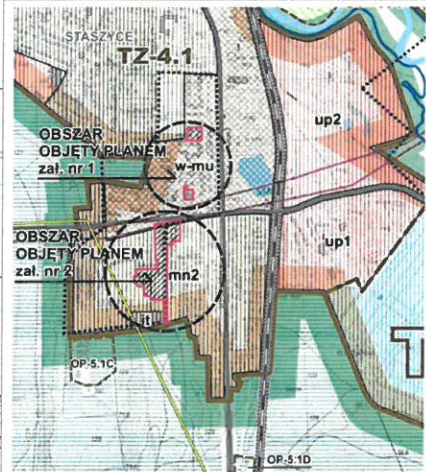 STASZYCE
TZ-4.1
OBSZAR
OBJĘTY PLANEM
zał. nr 1
w-mu
up2
OBSZAR
OBJĘTY PLANEM
zał. nr 2
mn2
up1
it
OP-5.1C
OP-5.1D